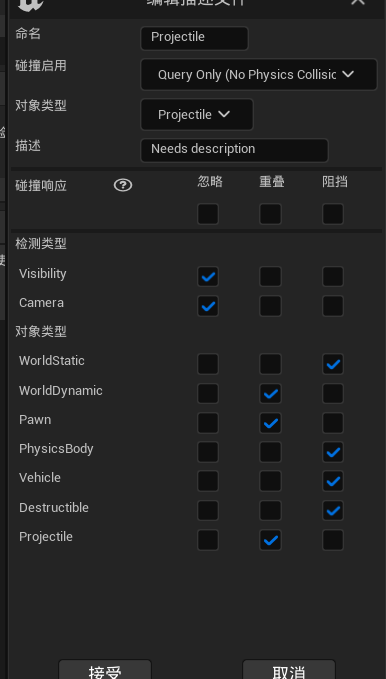 编辑描述文件
命名 Projectile
碰撞启用 Query Only (No Physics Collisic
对象类型 Projectile
描述 Needs description
碰撞响应 ? 忽略 重叠 阻挡
检测类型
Visibility
Camera
对象类型
WorldStatic
WorldDynamic
Pawn
PhysicsBody
Vehicle
Destructible
Projectile
接受 取消